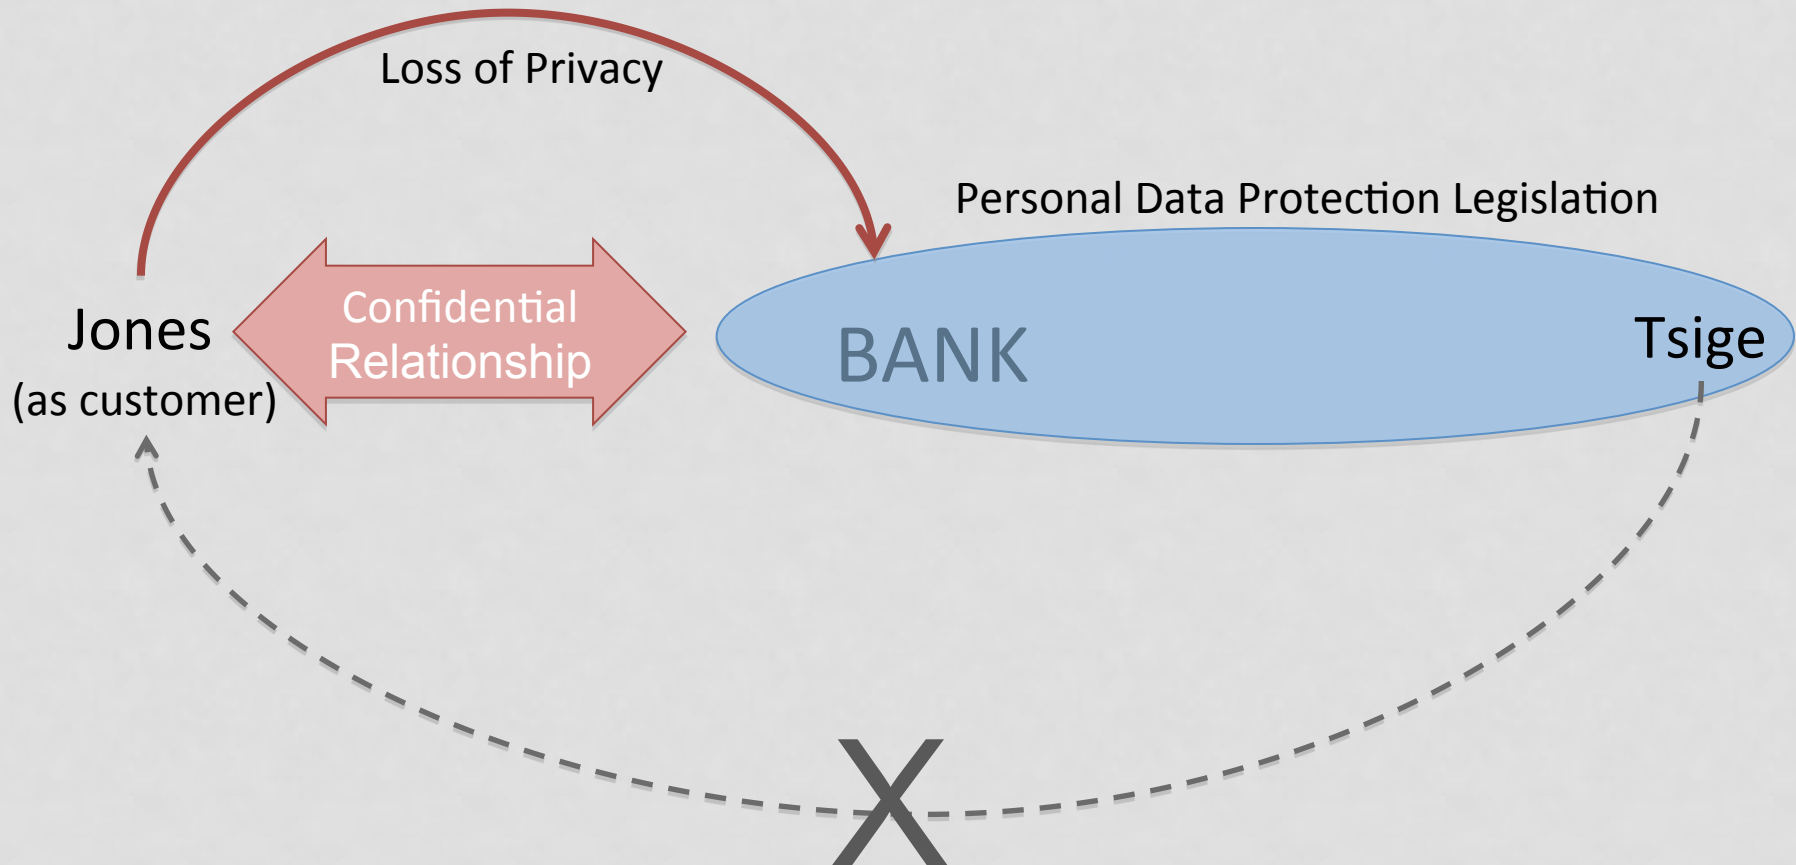 Loss of Privacy
Personal Data Protection Legislation
Jones
(as customer)
Confidential
Relationship
BANK
Tsige
X